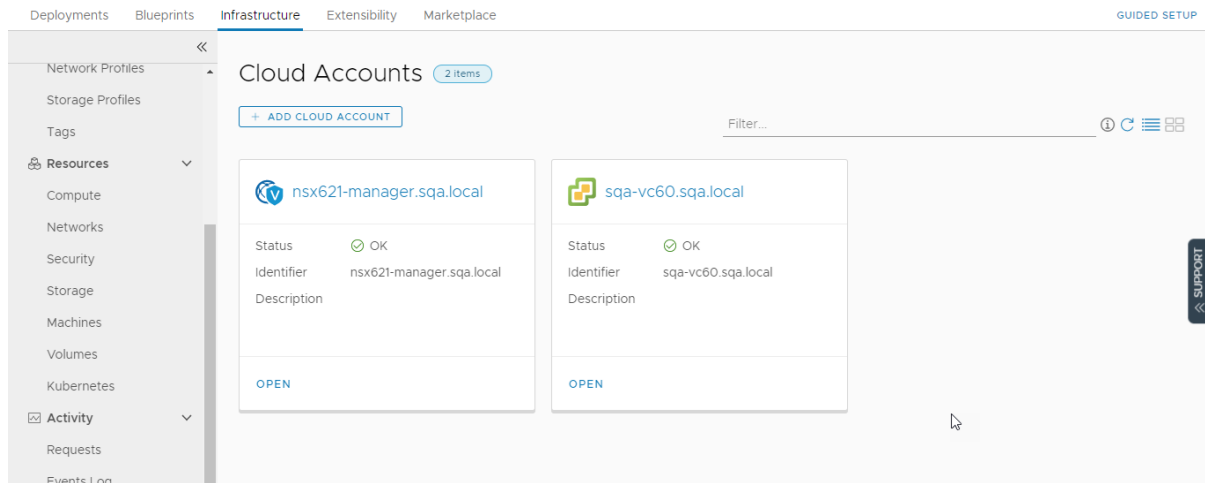 Deployments Blueprints Infrastructure Extensibility Marketplace GUIDED SETUP
Network Profiles
Storage Profiles
Tags
Resources
Compute
Networks
Security
Storage
Machines
Volumes
Kubernetes
Activity
Requests
Events Log
Cloud Accounts 2 items
+ ADD CLOUD ACCOUNT
Filter...
nsx621-manager.sqa.local
Status OK
Identifier nsx621-manager.sqa.local
Description
OPEN
sqa-vc60.sqa.local
Status OK
Identifier sqa-vc60.sqa.local
Description
OPEN
SUPPORT